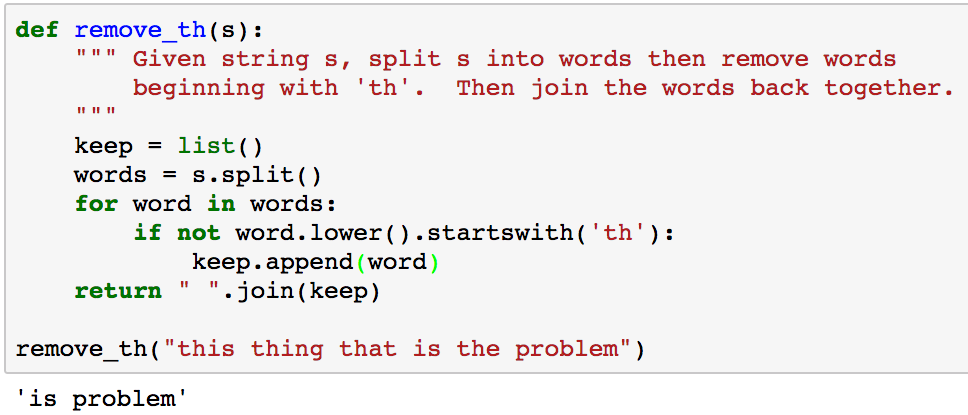 def remove_th(s):
    """ Given string s, split s into words then remove words
        beginning with 'th'.  Then join the words back together.
    """
    keep = list()
    words = s.split()
    for word in words:
        if not word.lower().startswith('th'):
            keep.append(word)
    return " ".join(keep)

remove_th("this thing that is the problem")
'is problem'